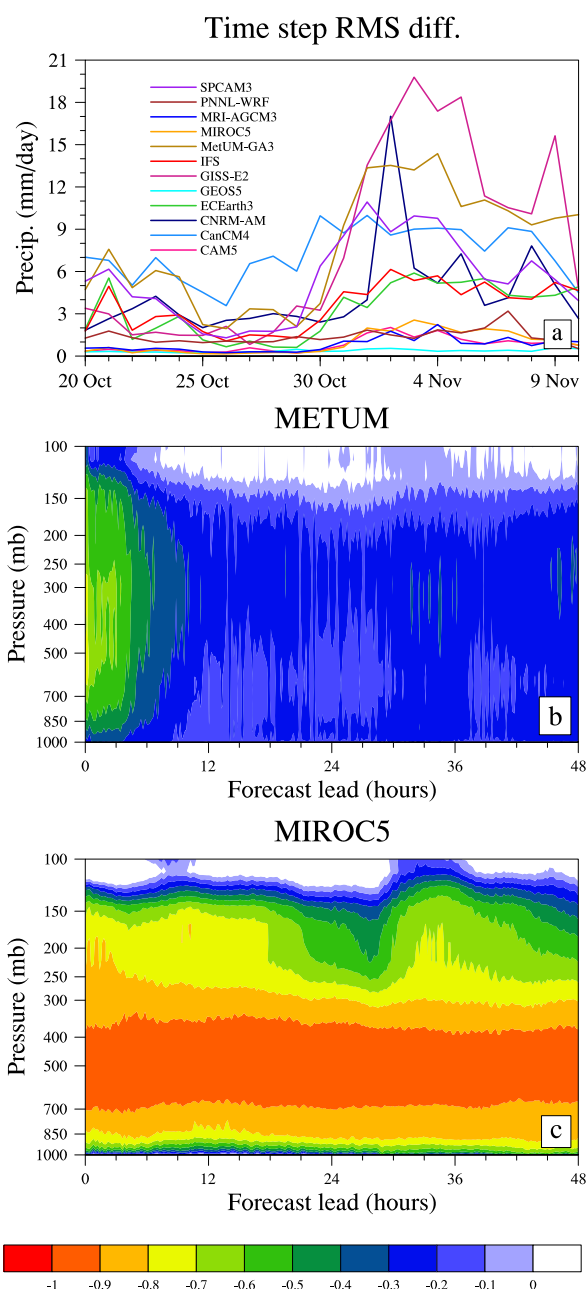 Time step RMS diff.
Precip. (mm/day)
21
18
15
12
9
6
3
0
SPCAM3
PNNL-WRF
MRI-AGCM3
MIROC5
MetUM-GA3
IFS
GISS-E2
GEOS5
ECEarth3
CNRM-AM
CanCM4
CAM5
a
20 Oct 25 Oct 30 Oct 4 Nov 9 Nov
METUM
Pressure (mb)
100
150
200
250
300
400
500
700
850
1000
b
0 12 24 36 48
Forecast lead (hours)
MIROC5
Pressure (mb)
100
150
200
250
300
400
500
700
850
1000
c
0 12 24 36 48
Forecast lead (hours)
-1 -0.9 -0.8 -0.7 -0.6 -0.5 -0.4 -0.3 -0.2 -0.1 0